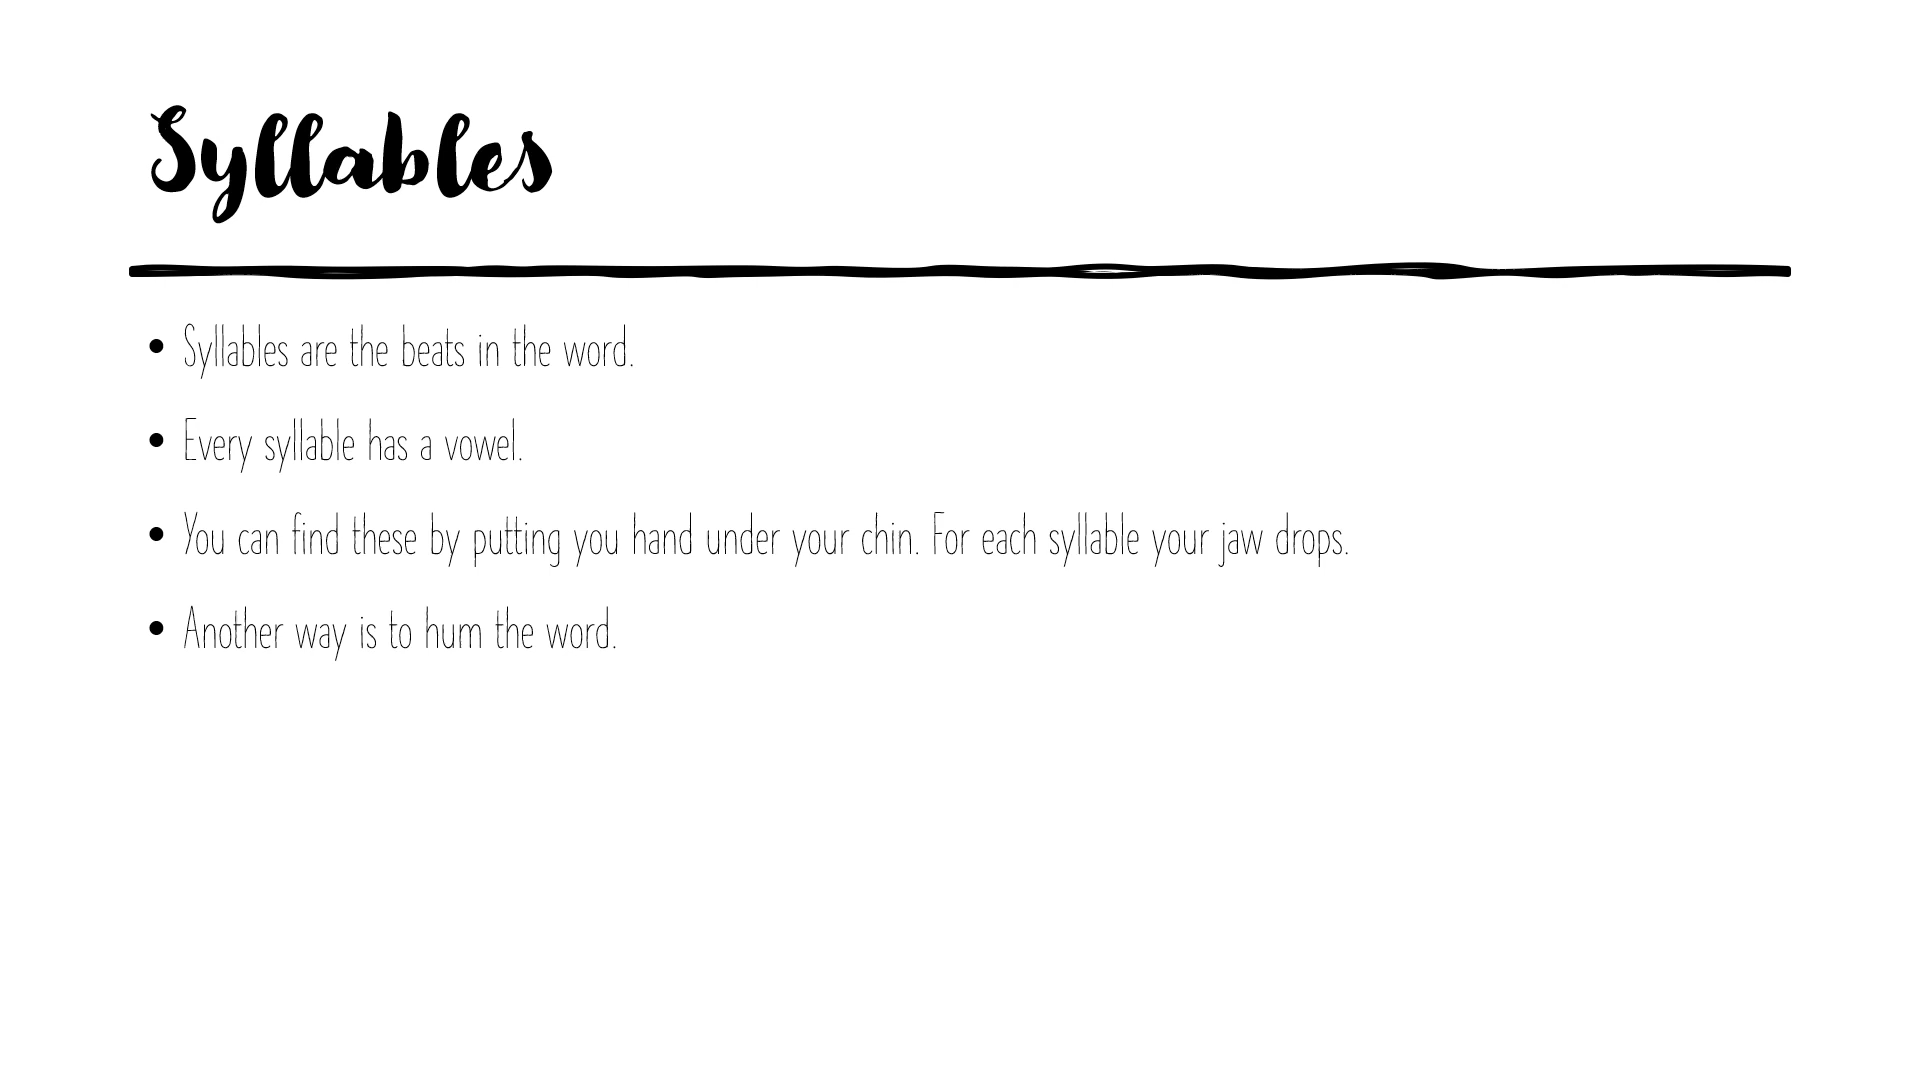 Syllables
• Syllables are the beats in the word.
• Every syllable has a vowel.
• You can find these by putting you hand under your chin. For each syllable your jaw drops.
• Another way is to hum the word.